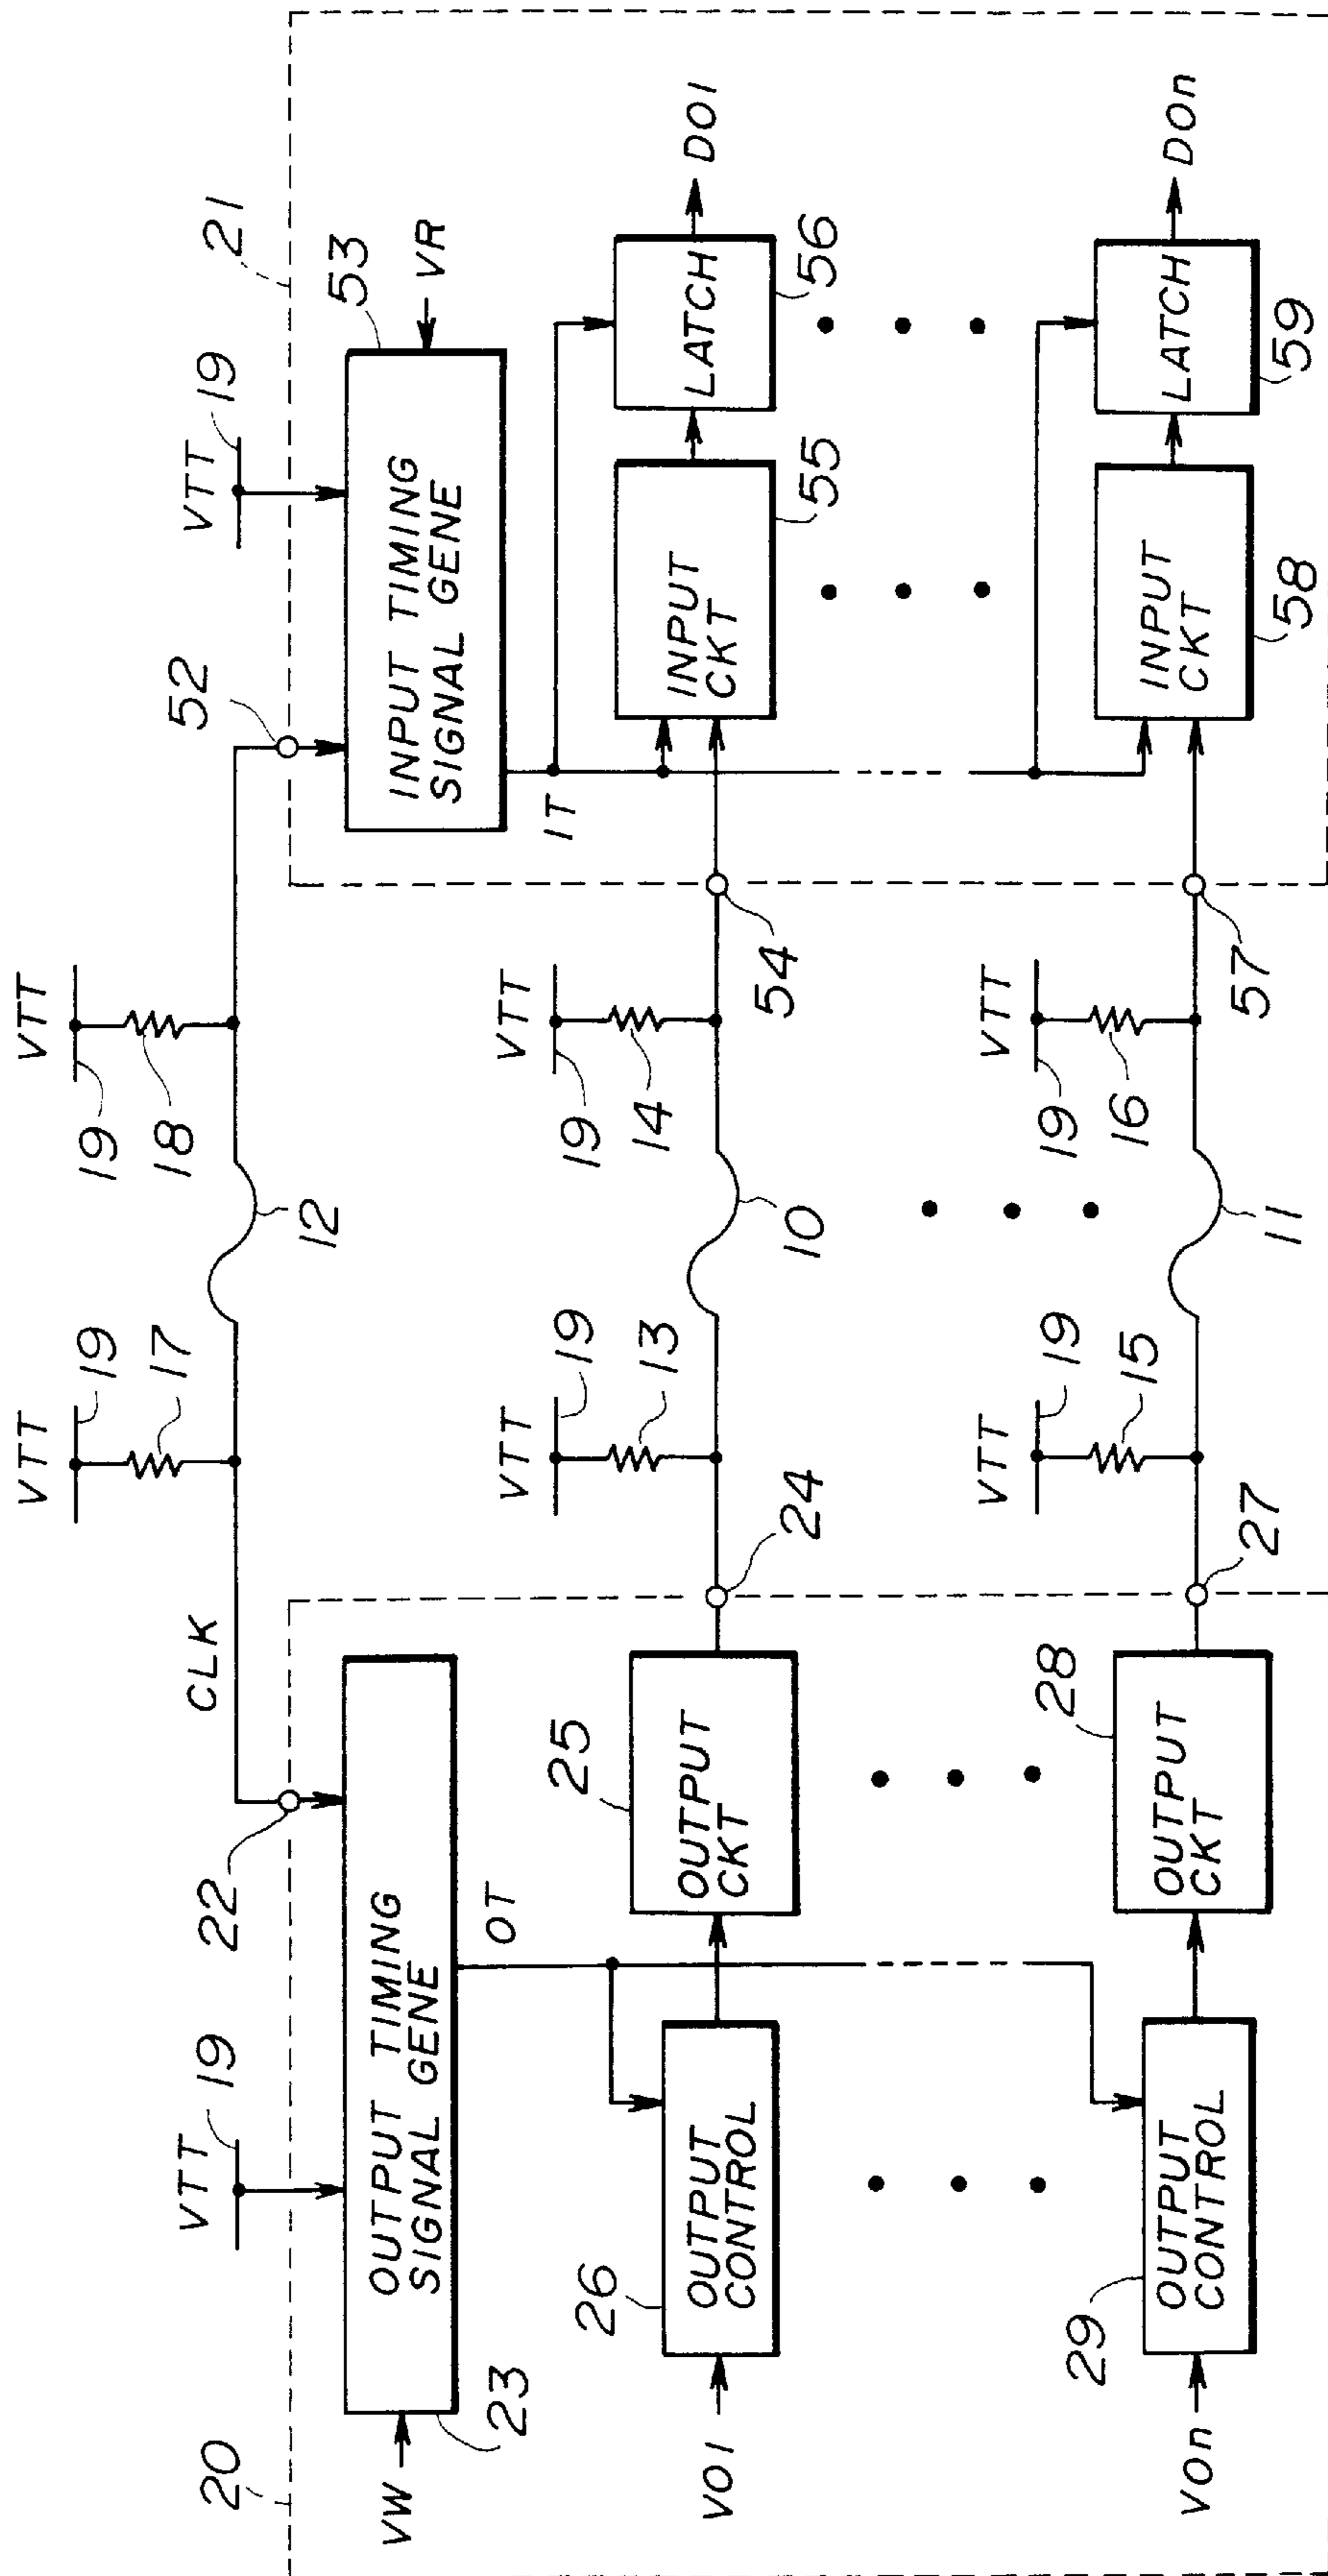 20
VW
23
VTT 19
OUTPUT TIMING
SIGNAL GENE
22
CLK
OT
VO1
26
OUTPUT
CONTROL
25
OUTPUT
CKT
24
VOn
29
OUTPUT
CONTROL
28
OUTPUT
CKT
27
VTT
19
17
12
VTT
19
18
VTT
19
13
10
VTT
19
14
54
VTT
19
15
11
VTT
19
16
57
52
VTT 19
21
INPUT TIMING
SIGNAL GENE
53
VR
IT
INPUT
CKT
55
LATCH
56
DO1
INPUT
CKT
58
LATCH
59
DOn